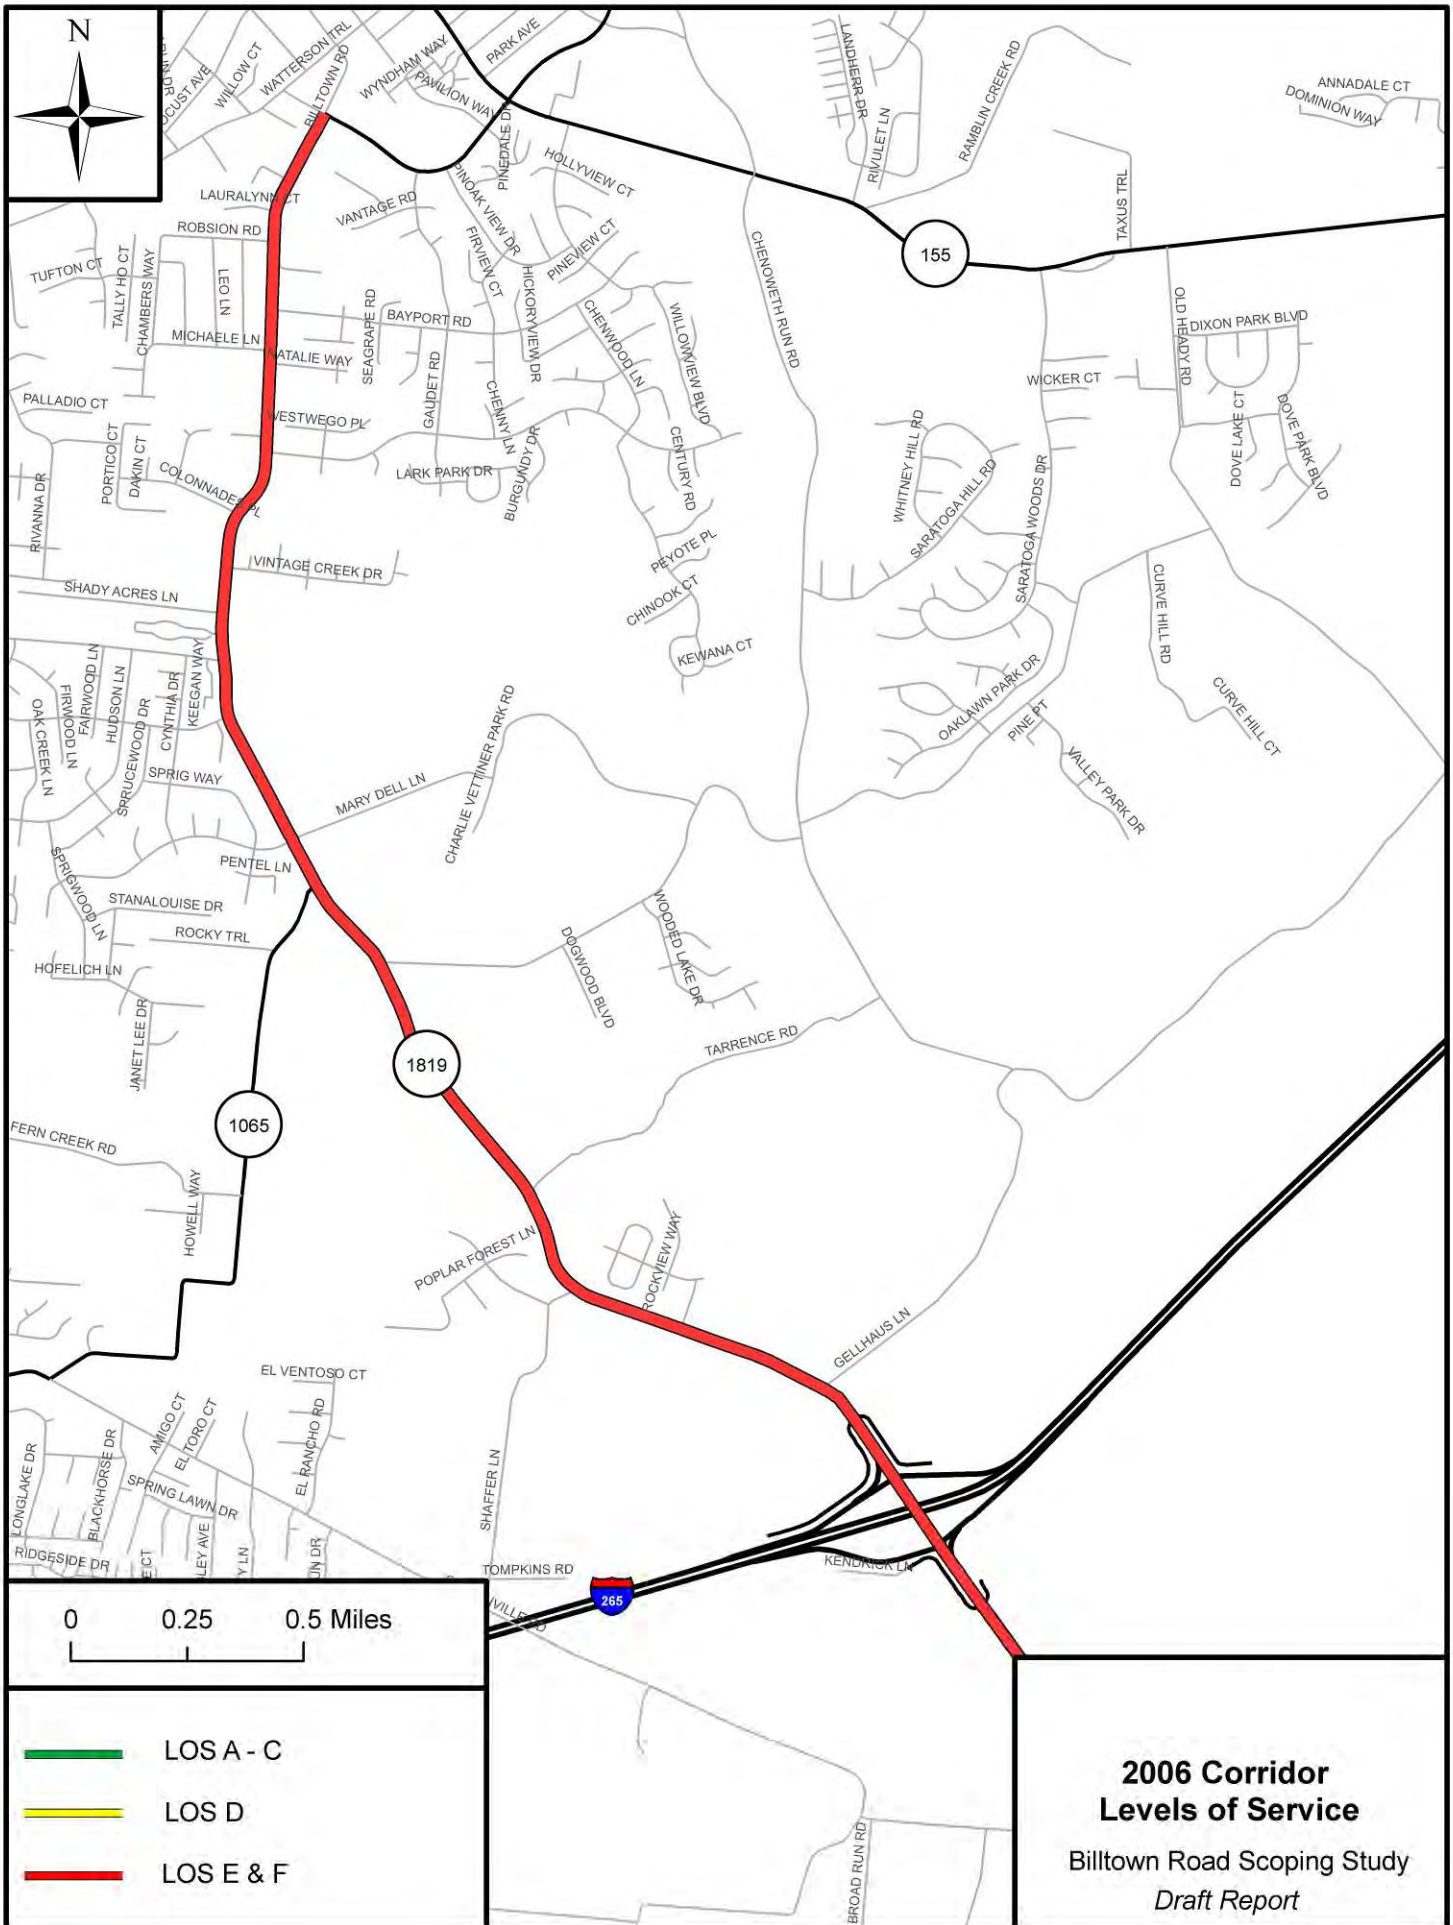 N
WILLOW CT
WATTERSON TRL
BILLTOWN RD
WYNDHAM WAY
PARK AVE
PAVILION WAY
PINEDALE DR
HOLLYVIEW CT
LANDHERR DR
RIVULET LN
RAMBLIN CREEK RD
ANNADALE CT
DOMINION WAY
TAXUS TRL
LAURALYNN CT
VANTAGE RD
PINOAK VIEW DR
ROBSION RD
TUFTON CT
TALLY HO CT
CHAMBERS WAY
LEO LN
FIRVIEW CT
PINEVIEW CT
HICKORYVIEW DR
CHENOWETH RUN RD
155
MICHAELE LN
NATALIE WAY
SEAGRAPE RD
BAYPORT RD
GAUDET RD
CHENWOOD LN
WILLOWVIEW BLVD
OLD HEADY RD
DIXON PARK BLVD
WICKER CT
PALLADIO CT
WESTWEGO PL
CHENNY LN
BURGUNDY DR
LARK PARK DR
CENTURY RD
PORTICO CT
DAKIN CT
COLONNADES PL
RIVANNA DR
WHITNEY HILL RD
SARATOGA HILL RD
SARATOGA WOODS DR
DOVE LAKE CT
DOVE PARK BLVD
VINTAGE CREEK DR
PEYOTE PL
CHINOOK CT
KEWANA CT
SHADY ACRES LN
CURVE HILL RD
CURVE HILL CT
OAK CREEK LN
FIRWOOD LN
FAIRWOOD LN
HUDSON LN
SPRUCEWOOD DR
CYNTHIA DR
KEEGAN WAY
OAKLAWN PARK DR
PINE PT
VALLEY PARK DR
SPRIG WAY
MARY DELL LN
CHARLIE VETTINER PARK RD
PENTEL LN
SPRIGWOOD LN
STANALOUISE DR
ROCKY TRL
HOFELICH LN
JANET LEE DR
DOGWOOD BLVD
WOODED LAKE DR
TARRENCE RD
1819
1065
FERN CREEK RD
HOWELL WAY
POPLAR FOREST LN
ROCKVIEW WAY
GELLHAUS LN
EL VENTOSO CT
AMIGO CT
EL TORO CT
EL RANCHO RD
LONGLAKE DR
BLACKHORSE DR
SPRING LAWN DR
RIDGESIDE DR
SHAFFER LN
TOMPKINS RD
KENDRICK LN
265
BROAD RUN RD
0 0.25 0.5 Miles
LOS A - C
LOS D
LOS E & F
2006 Corridor
Levels of Service
Billtown Road Scoping Study
Draft Report